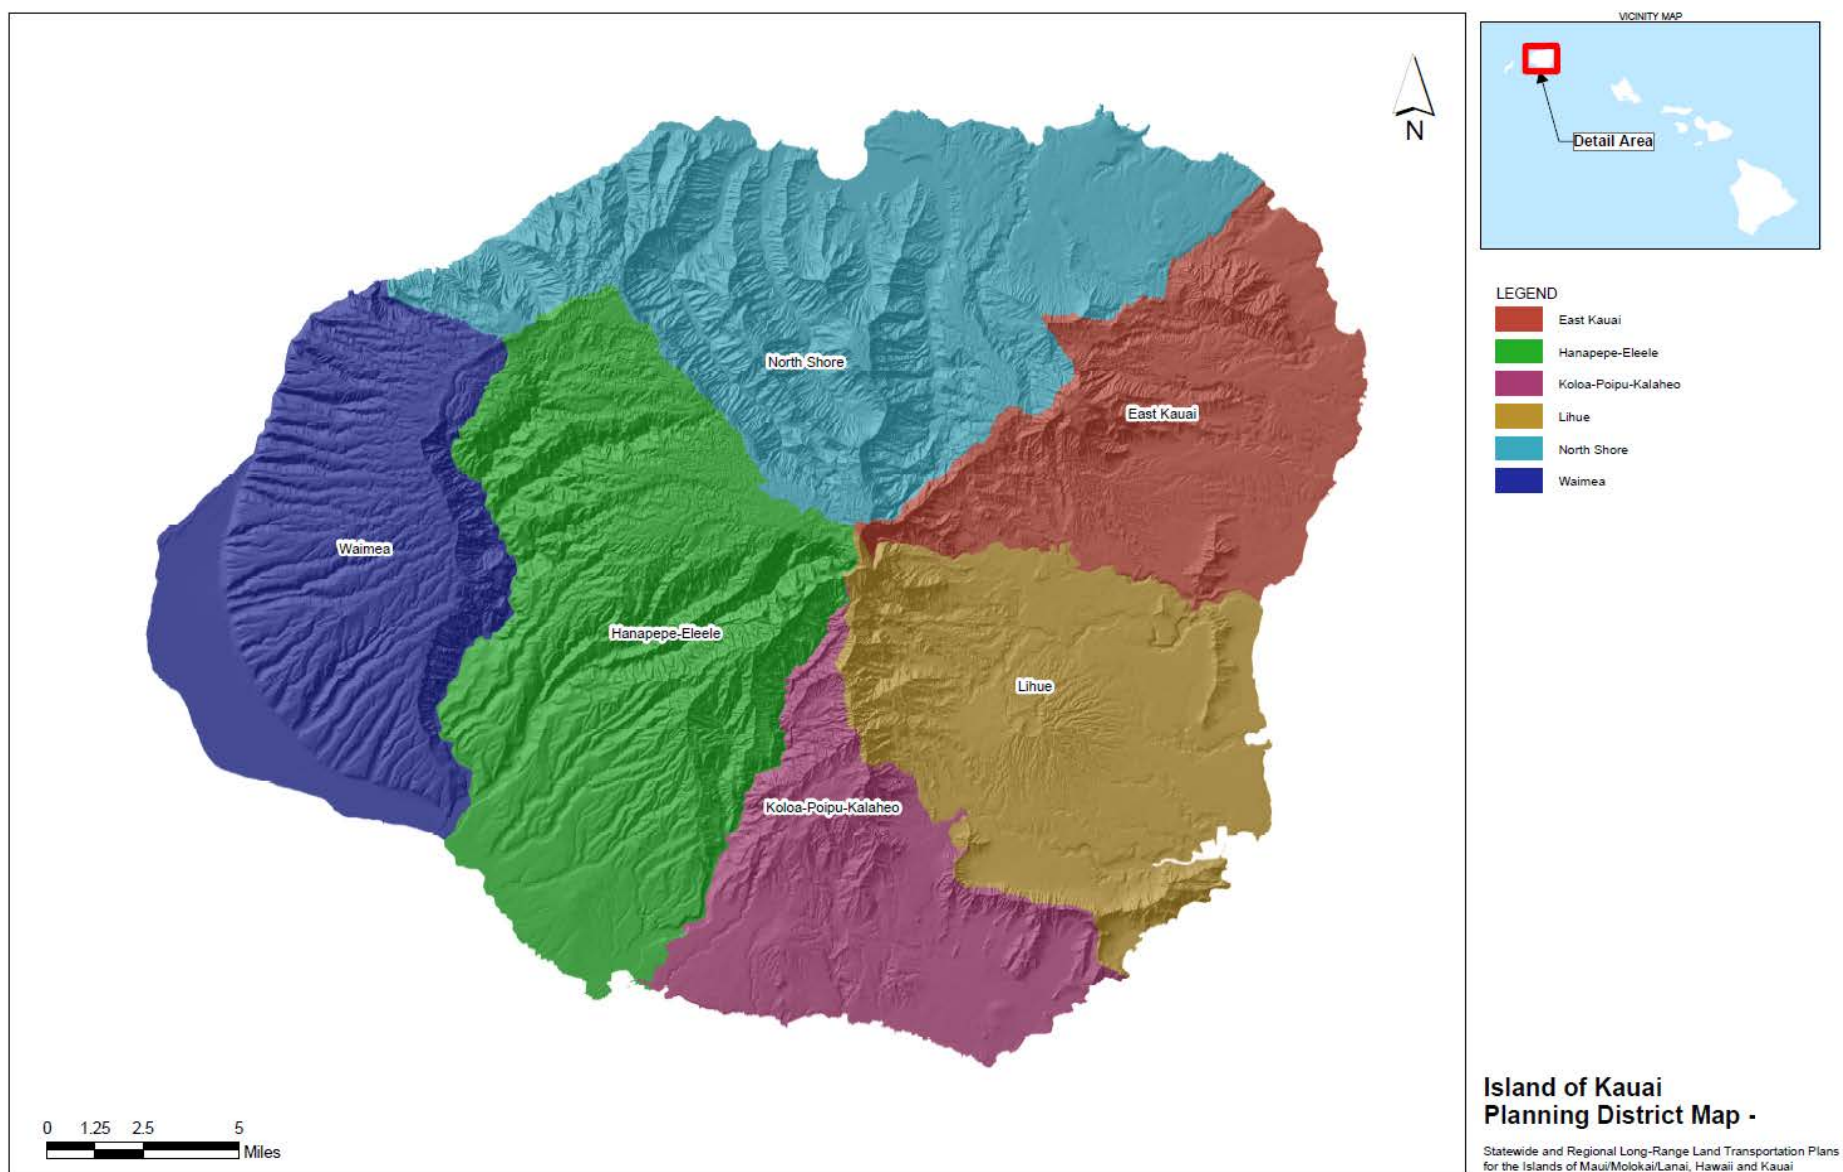 VICINITY MAP
Detail Area
N
LEGEND
East Kauai
Hanapepe-Eleele
Koloa-Poipu-Kalaheo
Lihue
North Shore
Waimea
North Shore
East Kauai
Waimea
Hanapepe-Eleele
Lihue
Koloa-Poipu-Kalaheo
0 1.25 2.5 5
Miles
Island of Kauai
Planning District Map -
Statewide and Regional Long-Range Land Transportation Plans
for the Islands of Maui/Molokai/Lanai, Hawaii and Kauai